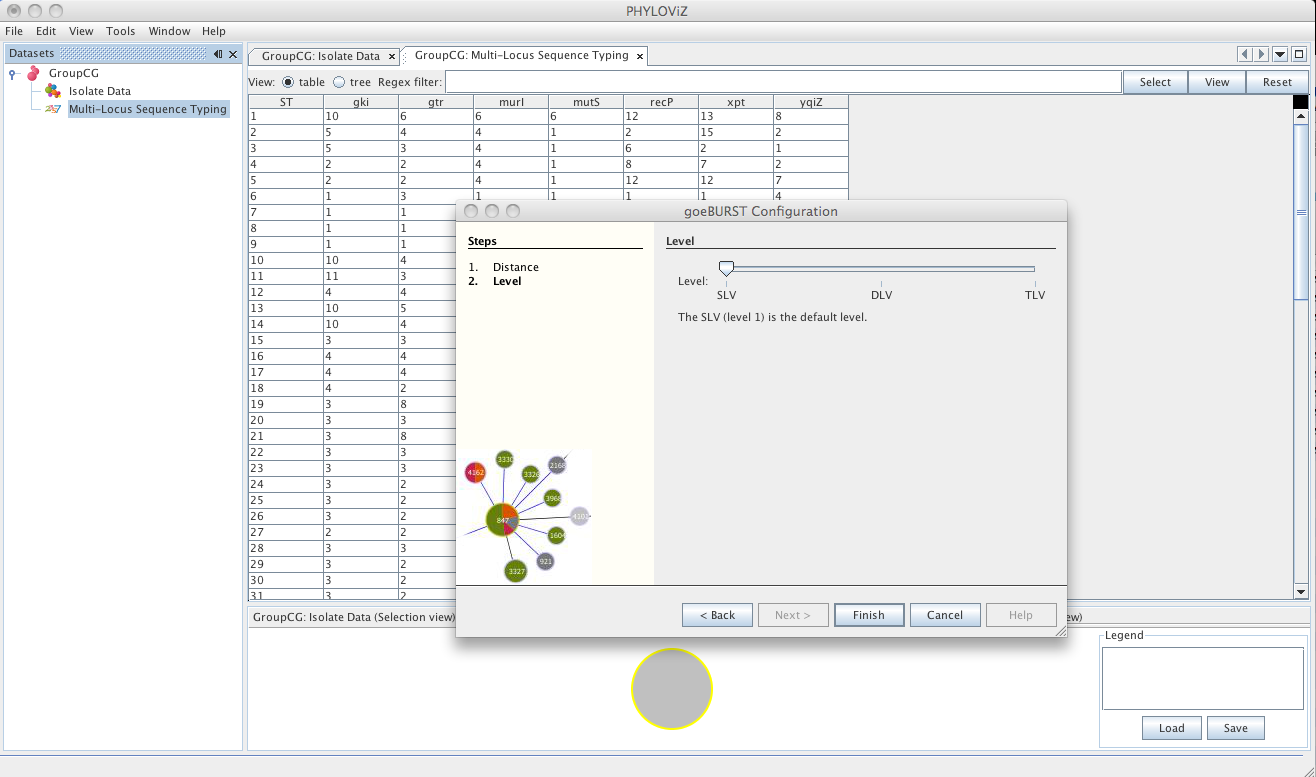 PHYLOViZ
File Edit View Tools Window Help
Datasets
GroupCG
Isolate Data
Multi-Locus Sequence Typing
GroupCG: Isolate Data × GroupCG: Multi-Locus Sequence Typing ×
View: table tree Regex filter: Select View Reset
ST gki gtr murI mutS recP xpt yqiZ
1 10 6 6 6 12 13 8
2 5 4 4 1 2 15 2
3 5 3 4 1 6 2 1
4 2 2 4 1 8 7 2
5 2 2 4 1 12 12 7
6 1 3 1 1 1 1 4
7 1 1
8 1 1
9 1 1
10 10 4
11 11 3
12 4 4
13 10 5
14 10 4
15 3 3
16 4 4
17 4 4
18 4 2
19 3 8
20 3 3
21 3 8
22 3 3
23 3 3
24 3 2
25 3 2
26 3 2
27 2 2
28 3 3
29 3 2
30 3 2
31 3 2
goeBURST Configuration
Steps
1. Distance
2. Level
Level
Level:
SLV DLV TLV
The SLV (level 1) is the default level.
3330
4162
2168
3326
3968
847
1604
921
3327
< Back Next > Finish Cancel Help
GroupCG: Isolate Data (Selection view)
ew)
Legend
Load Save